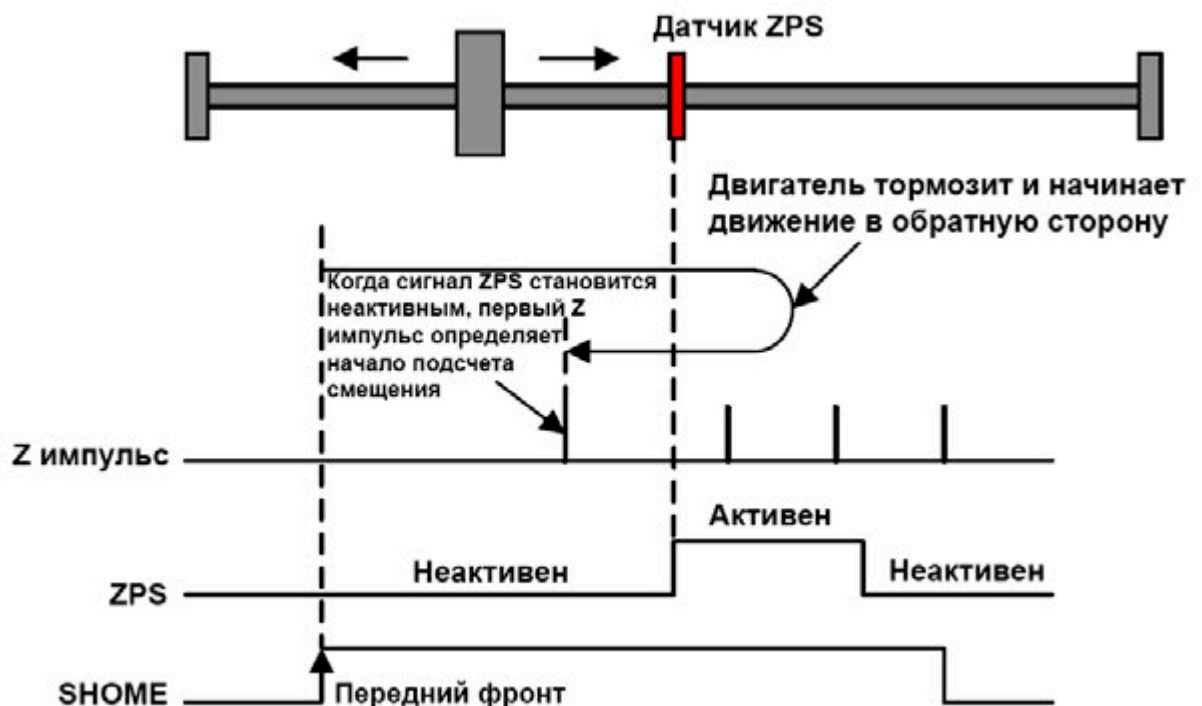 Датчик ZPS
Двигатель тормозит и начинает
движение в обратную сторону
Когда сигнал ZPS становится
неактивным, первый Z
импульс определяет
начало подсчета
смещения
Z импульс
Активен
Неактивен
Неактивен
ZPS
SHOME
Передний фронт